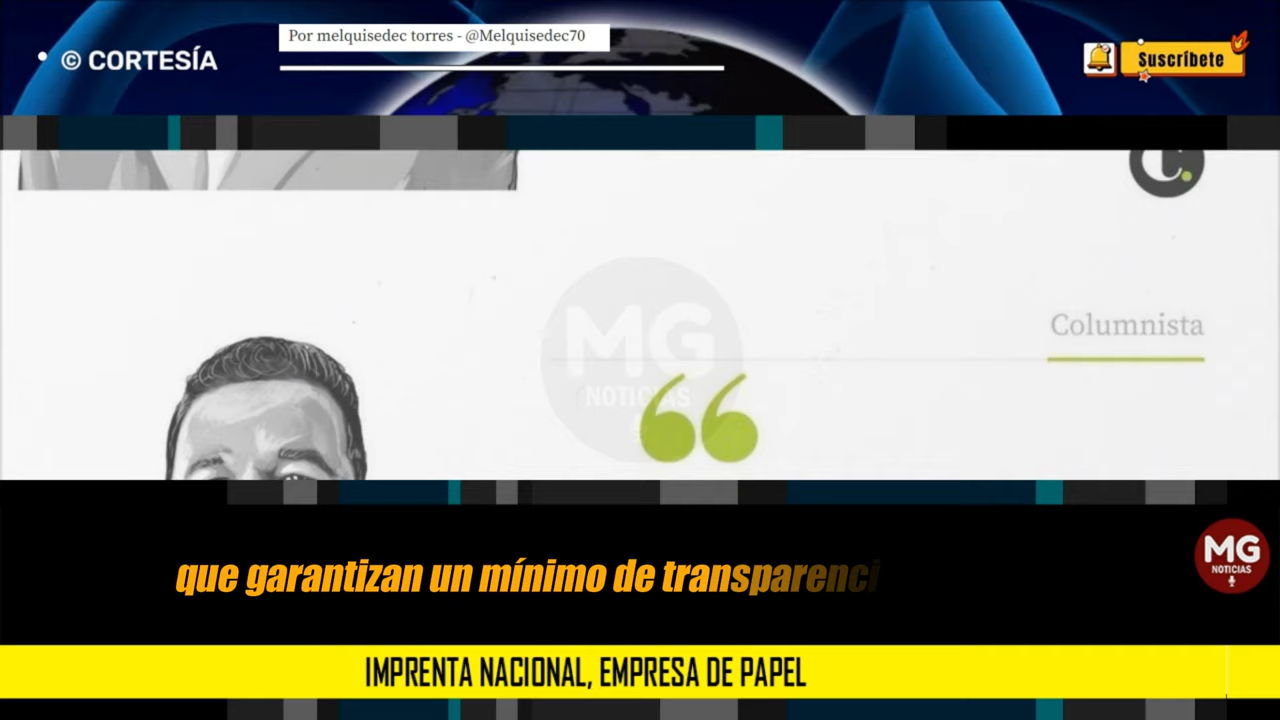 Por melquisedec torres - @Melquisedec70
© CORTESÍA
Suscríbete
Columnista
MG
NOTICIAS
que garantizan un mínimo de transparenci
MG
NOTICIAS
IMPRENTA NACIONAL, EMPRESA DE PAPEL